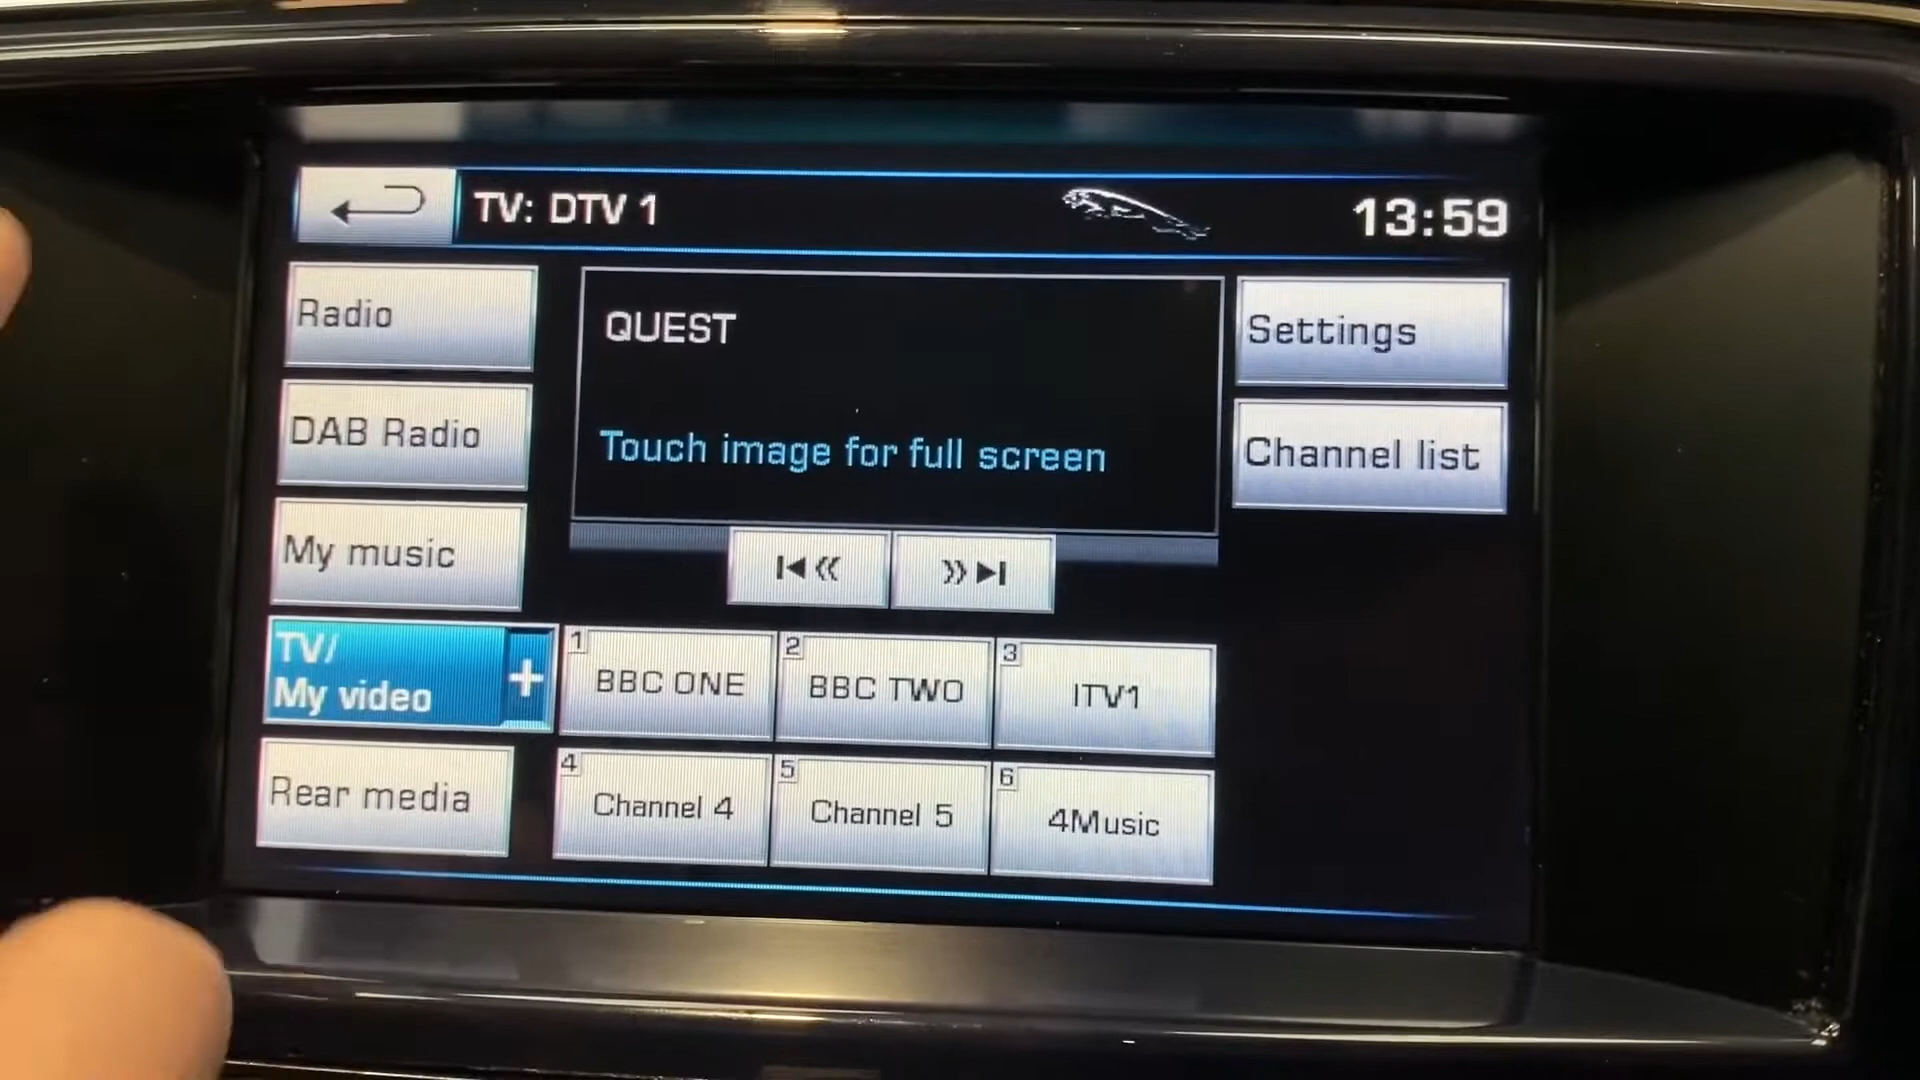 TV: DTV 1
13:59
Radio
DAB Radio
My music
TV/
My video
+
Rear media
QUEST
Touch image for full screen
Settings
Channel list
1
BBC ONE
2
BBC TWO
3
ITV1
4
Channel 4
5
Channel 5
6
4Music